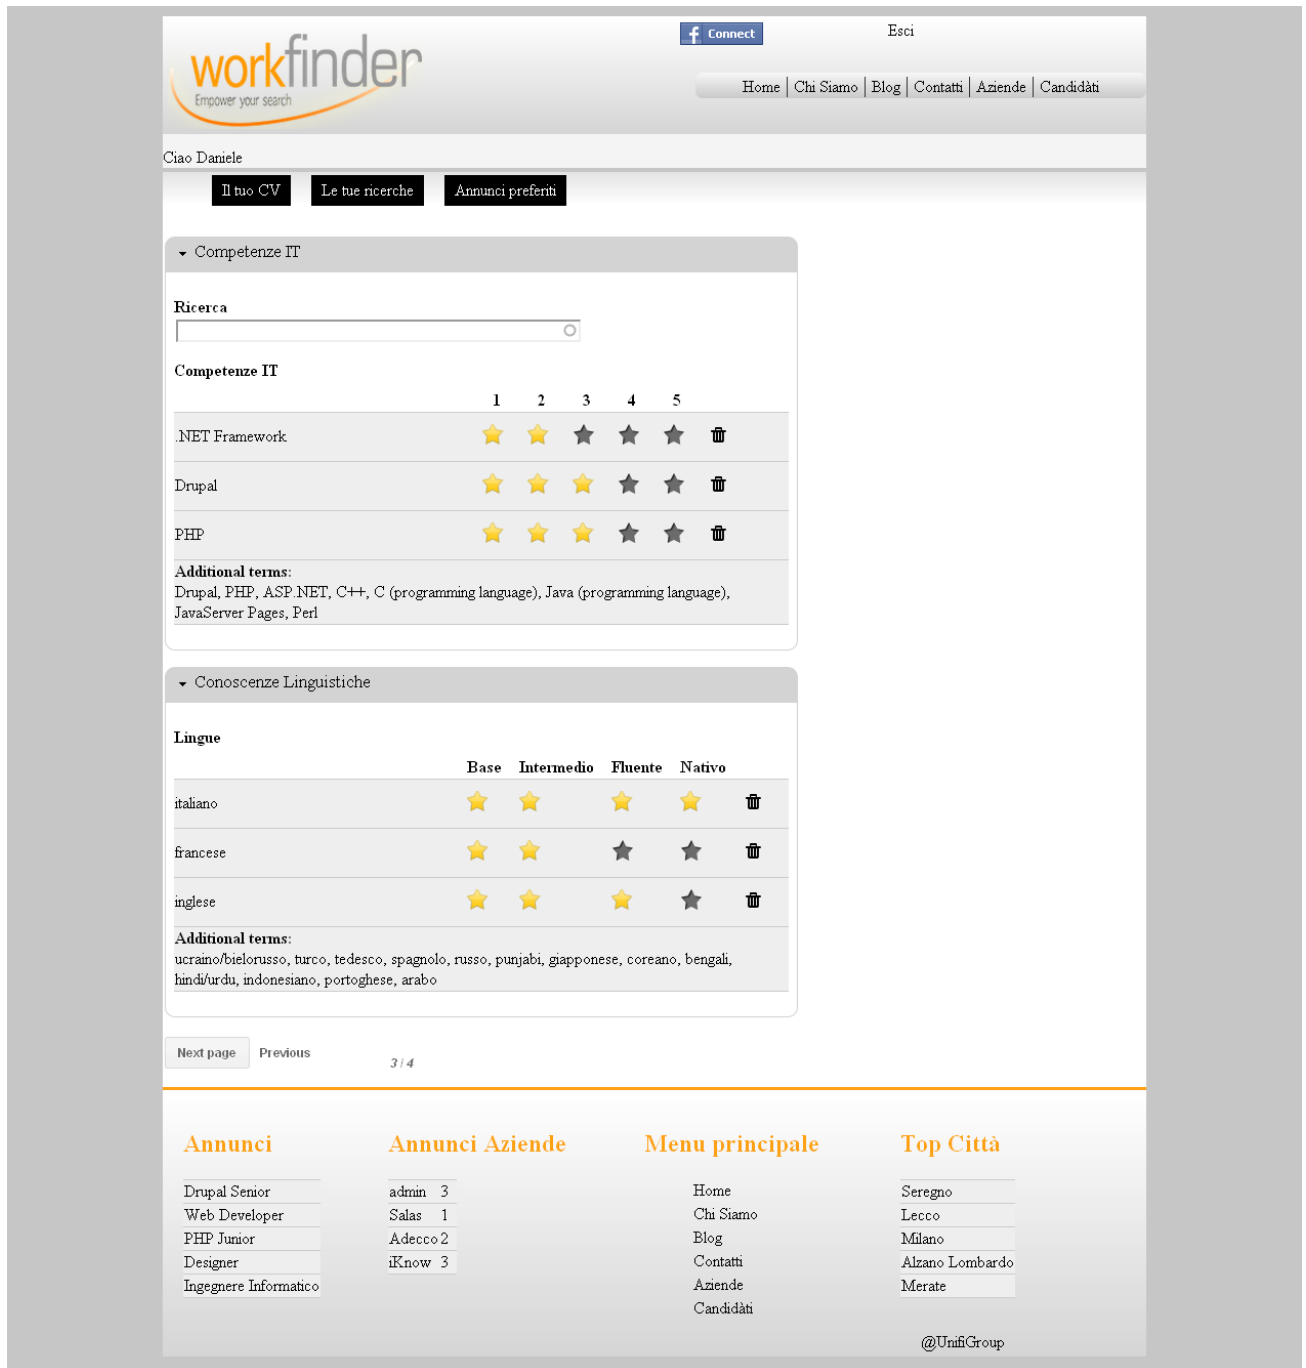 workfinder
Empower your search
f Connect
Esci
Home | Chi Siamo | Blog | Contatti | Aziende | Candidàti
Ciao Daniele
Il tuo CV Le tue ricerche Annunci preferiti
Competenze IT
Ricerca
Competenze IT
1 2 3 4 5
.NET Framework
Drupal
PHP
Additional terms:
Drupal, PHP, ASP.NET, C++, C (programming language), Java (programming language),
JavaServer Pages, Perl
Conoscenze Linguistiche
Lingue
Base Intermedio Fluente Nativo
italiano
francese
inglese
Additional terms:
ucraino/bielorusso, turco, tedesco, spagnolo, russo, punjabi, giapponese, coreano, bengali,
hindi/urdu, indonesiano, portoghese, arabo
Next page Previous 3 / 4
Annunci
Drupal Senior
Web Developer
PHP Junior
Designer
Ingegnere Informatico
Annunci Aziende
admin 3
Salas 1
Adecco 2
iKnow 3
Menu principale
Home
Chi Siamo
Blog
Contatti
Aziende
Candidàti
Top Città
Seregno
Lecco
Milano
Alzano Lombardo
Merate
@UnifiGroup